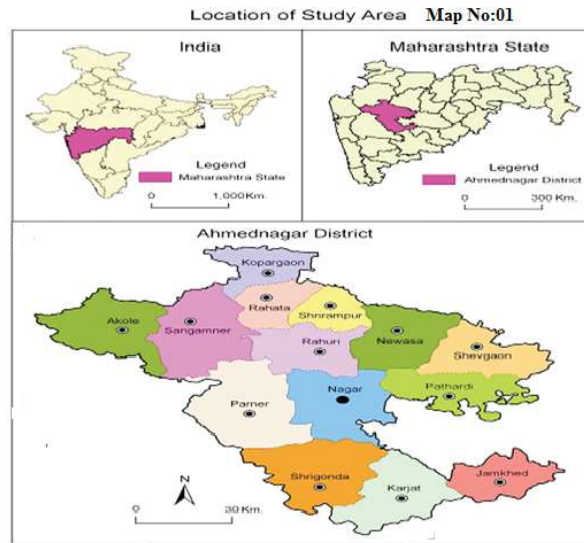 Location of Study Area Map No:01
India
Legend
Maharashtra State
0 1,000 Km.
Maharashtra State
Legend
Ahmednagar District
0 300 Km.
Ahmednagar District
Kopargaon
Rahata
Shrirampur
Akole
Sangamner
Newasa
Rahuri
Shevgaon
Nagar
Pathardi
Parner
Shrigonda
Karjat
Jamkhed
N
0 30 Km.